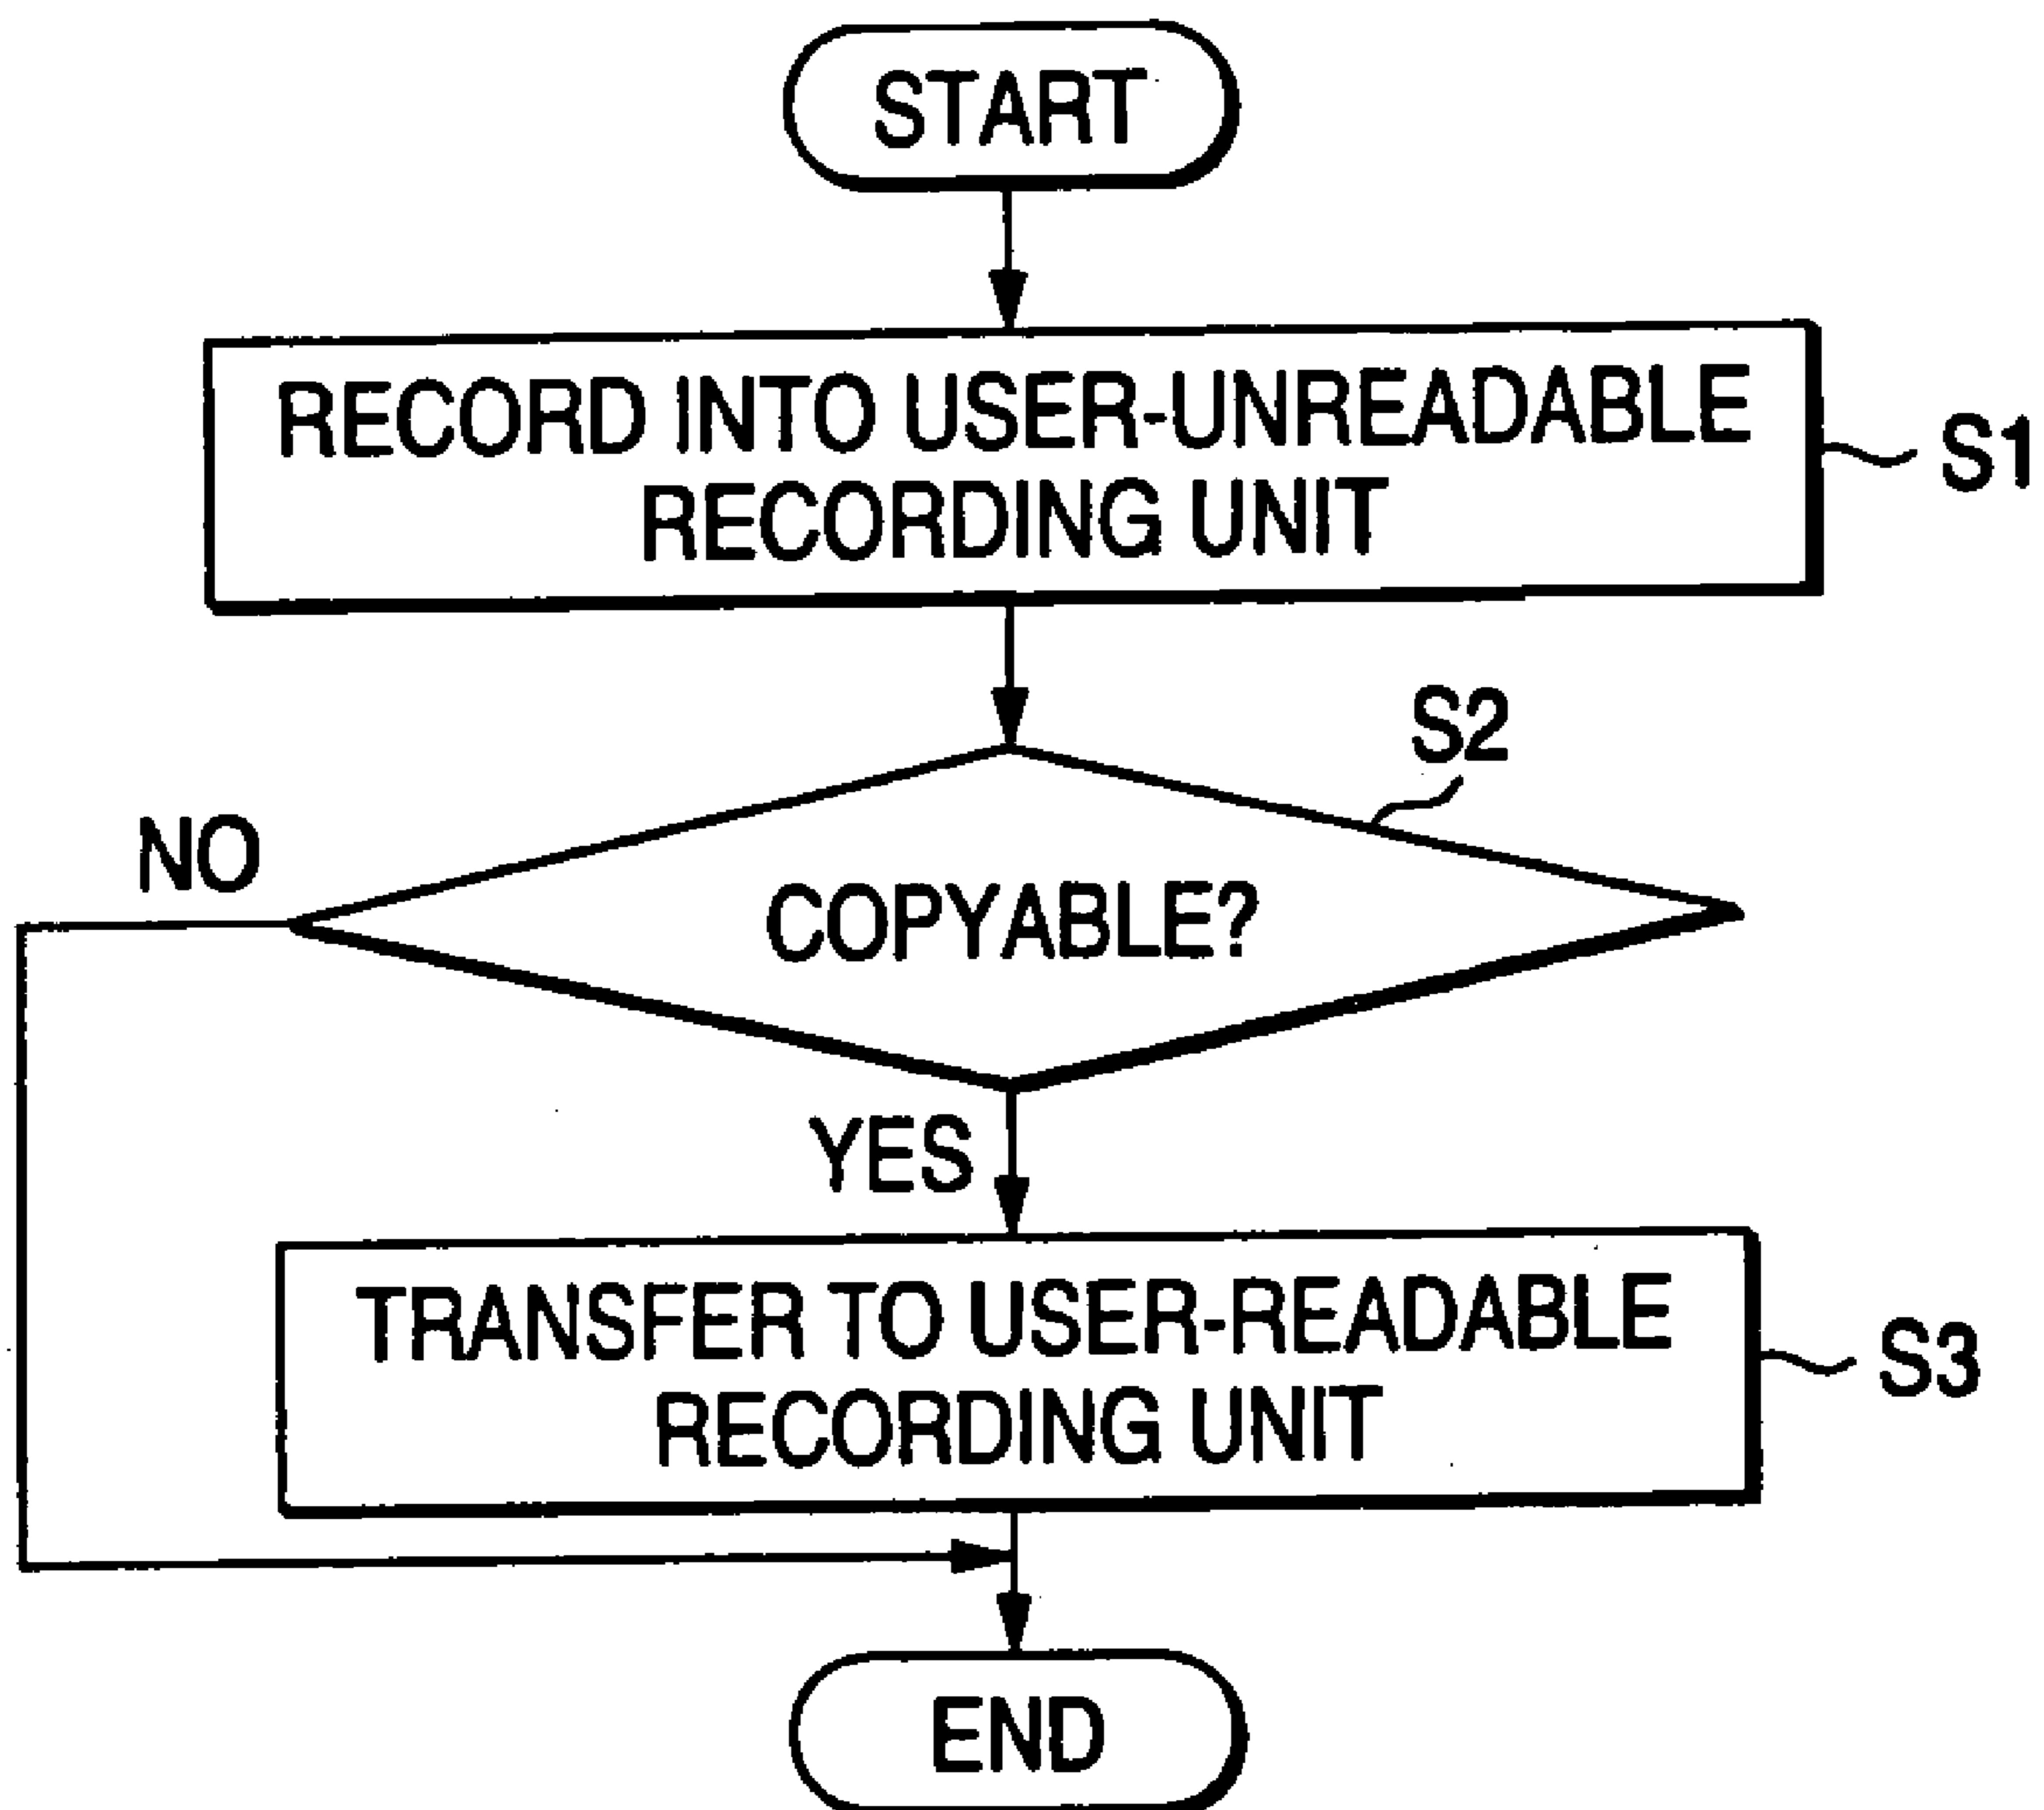 START
RECORD INTO USER-UNREADABLE
RECORDING UNIT
S1
S2
NO
COPYABLE?
YES
TRANSFER TO USER-READABLE
RECORDING UNIT
S3
END